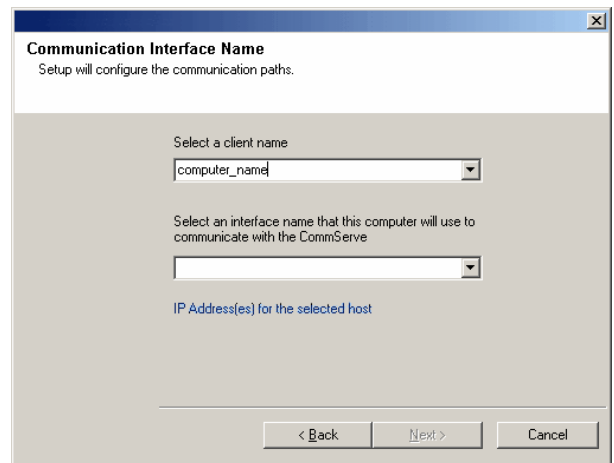 Communication Interface Name
Setup will configure the communication paths.
Select a client name
computer_name
Select an interface name that this computer will use to
communicate with the CommServe
IP Address(es) for the selected host
< Back
Next >
Cancel